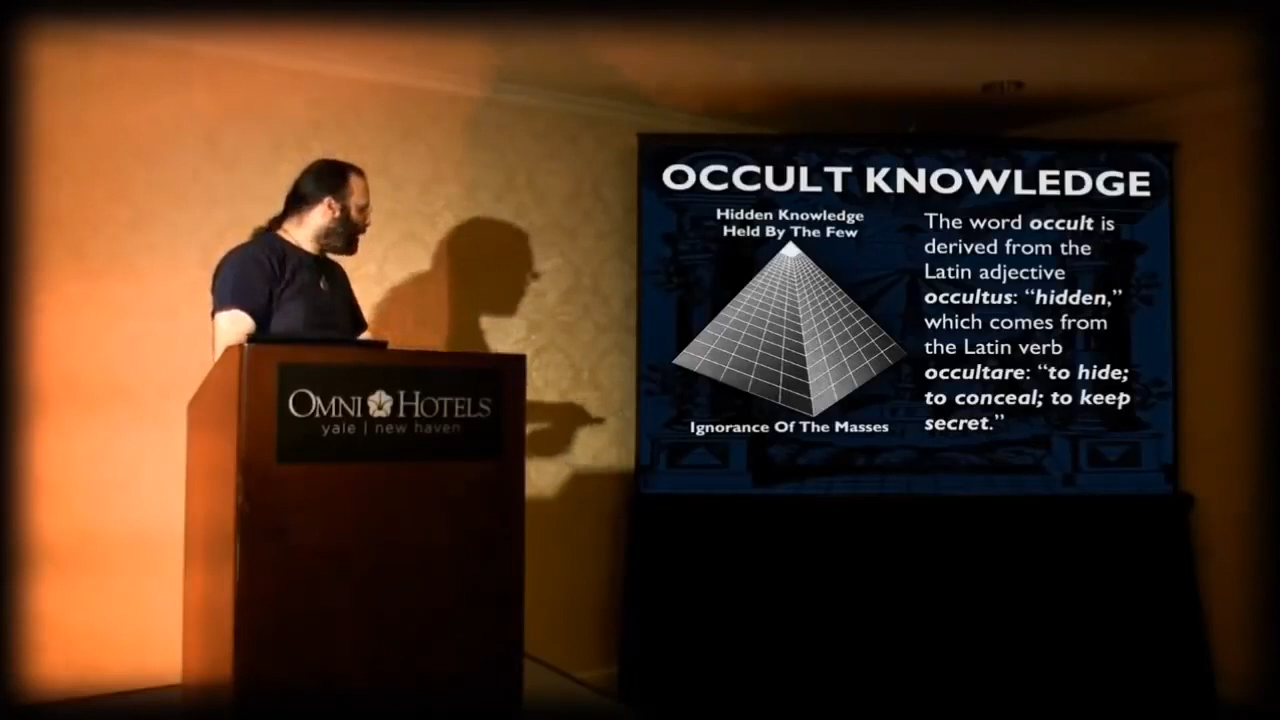 OMNI HOTELS
yale | new haven
OCCULT KNOWLEDGE
Hidden Knowledge
Held By The Few
Ignorance Of The Masses
The word occult is
derived from the
Latin adjective
occultus: “hidden,”
which comes from
the Latin verb
occultare: “to hide;
to conceal; to keep
secret.”